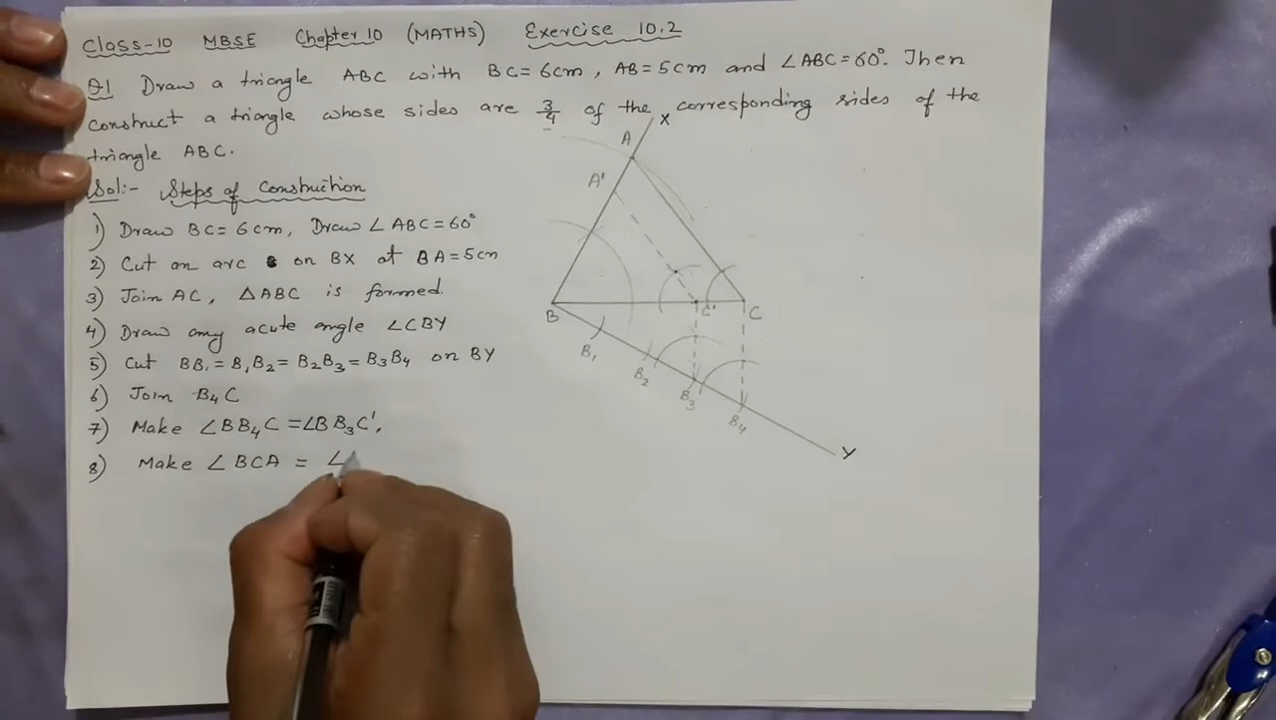 Class-10 MBSE Chapter 10 (MATHS) Exercise 10.2
Q1 Draw a triangle ABC with BC = 6cm, AB = 5cm and ∠ABC = 60°. Then
construct a triangle whose sides are 3/4 of the corresponding sides of the
triangle ABC.
Sol:- Steps of Construction
1) Draw BC = 6cm, Draw ∠ABC = 60°
2) Cut an arc on BX at BA = 5cm
3) Join AC, △ABC is formed.
4) Draw any acute angle ∠CBY
5) Cut BB₁ = B₁B₂ = B₂B₃ = B₃B₄ on BY
6) Join B₄C
7) Make ∠BB₄C = ∠BB₃C',
8) Make ∠BCA = ∠
X
A
A'
B
C'
C
B₁
B₂
B₃
B₄
Y